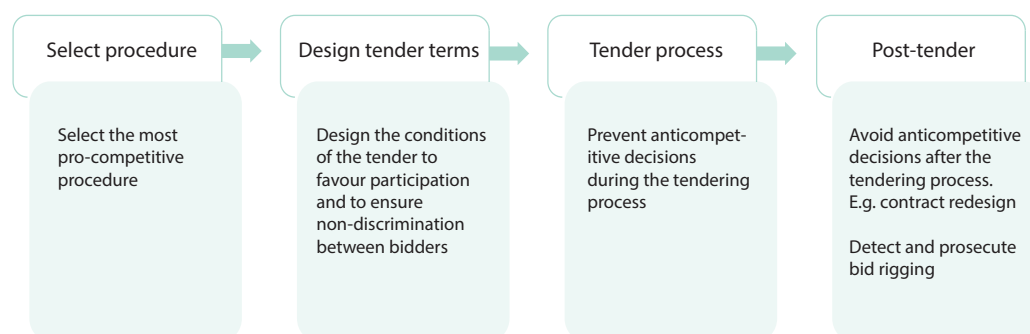 Select procedure
Design tender terms
Tender process
Post-tender
Select the most
pro-competitive
procedure
Design the conditions
of the tender to
favour participation
and to ensure
non-discrimination
between bidders
Prevent anticompet-
itive decisions
during the tendering
process
Avoid anticompetitive
decisions after the
tendering process.
E.g. contract redesign
Detect and prosecute
bid rigging